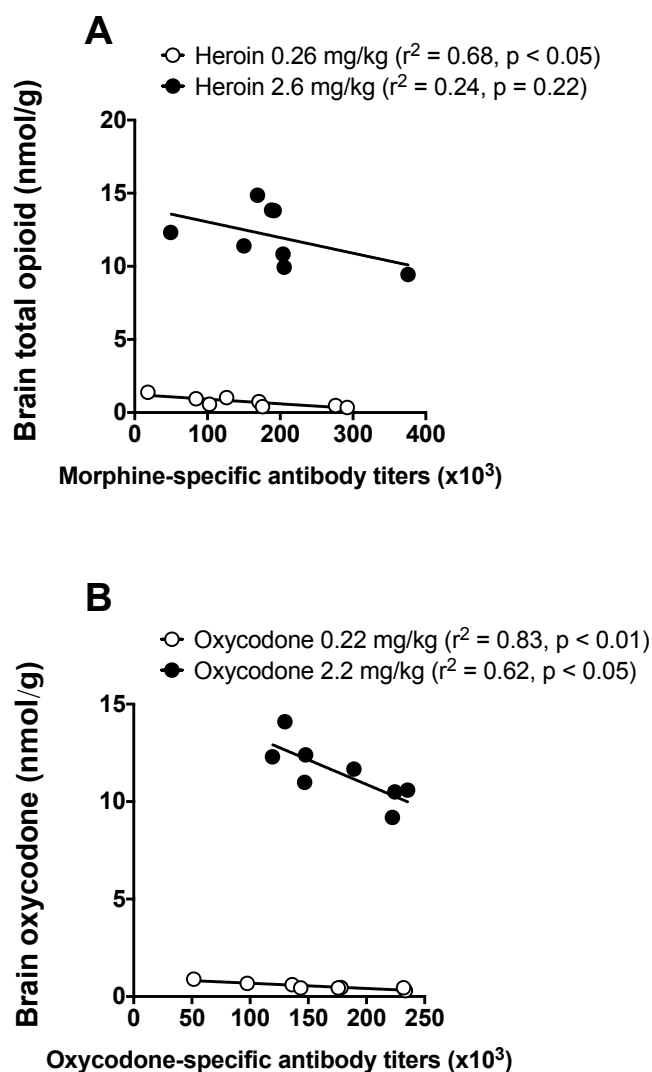 A
Heroin 0.26 mg/kg (r² = 0.68, p < 0.05)
Heroin 2.6 mg/kg (r² = 0.24, p = 0.22)
Brain total opioid (nmol/g)
20
15
10
5
0
0 100 200 300 400
Morphine-specific antibody titers (x10³)
B
Oxycodone 0.22 mg/kg (r² = 0.83, p < 0.01)
Oxycodone 2.2 mg/kg (r² = 0.62, p < 0.05)
Brain oxycodone (nmol/g)
15
10
5
0
0 50 100 150 200 250
Oxycodone-specific antibody titers (x10³)